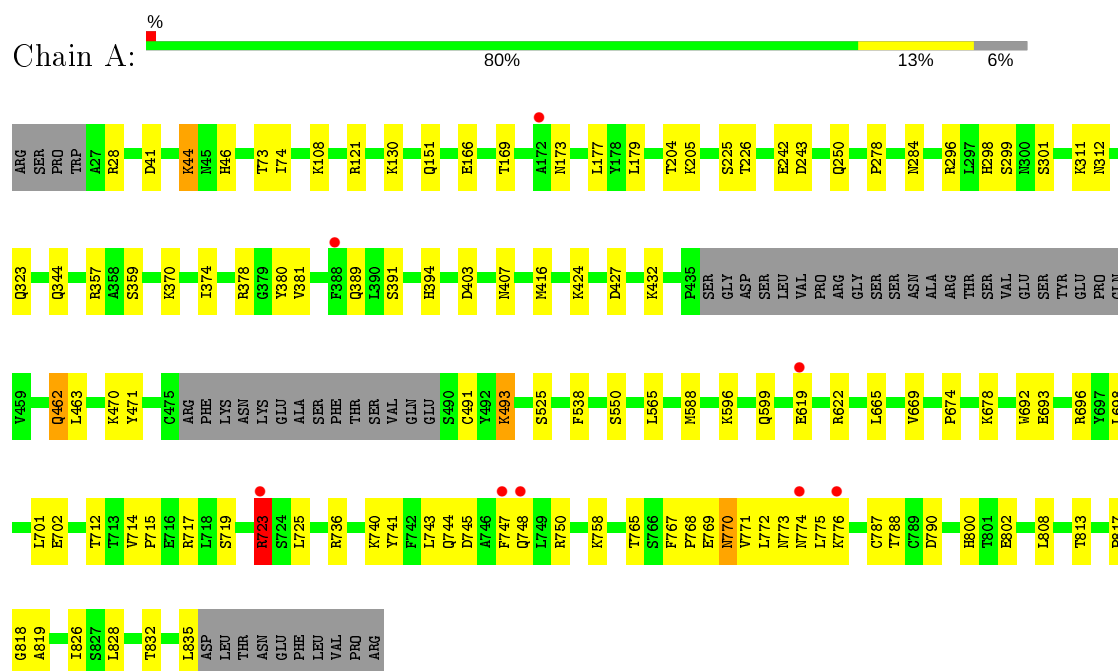 %
Chain A:
80% 13% 6%
ARG SER PRO TRP A27 R28 D41 K44 N45 H46 T73 I74 K108 R121 K130 Q151 E166 T169 A172 N173 L177 Y178 L179 T204 K205 S225 T226 E242 D243 Q250 P278 N284 R296 L297 H298 S299 N300 S301 K311 N312
Q323 Q344 R357 A358 S359 K370 I374 R378 G379 Y380 V381 F388 Q389 L390 S391 H394 D403 N407 M416 K424 D427 K432 P435 SER GLY ASP SER LEU VAL PRO ARG GLY SER SER ASN ALA ARG THR SER VAL GLU SER TYR GLU PRO GLN
V459 Q462 L463 K470 Y471 C475 ARG PHE LYS ASN LYS GLU ALA SER PHE THR SER VAL GLN GLU S490 C491 Y492 K493 S525 F538 S550 L565 M588 K596 Q599 E619 R622 L665 V669 P674 K678 W692 E693 R696 Y697 L698
L701 E702 T712 T713 V714 P715 E716 R717 L718 S719 R723 S724 L725 R736 K740 Y741 F742 L743 Q744 D745 A746 F747 Q748 L749 R750 K758 T765 S766 F767 P768 E769 N770 V771 L772 N773 N774 L775 K776 C787 T788 C789 D790 H800 T801 E802 L808 T813
G818 A819 I826 S827 L828 T832 L835 ASP LEU THR ASN GLU PHE LEU VAL PRO ARG